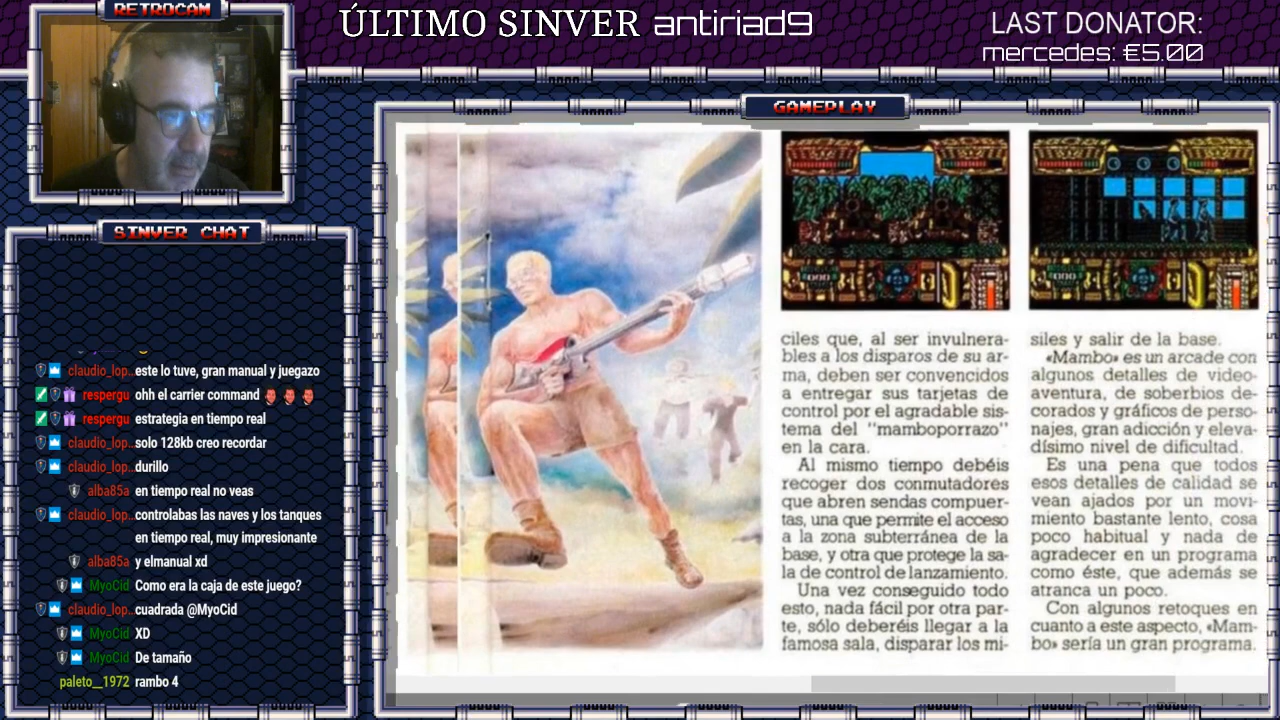 RETROCAM
ÚLTIMO SINVER antiriad9
LAST DONATOR:
mercedes: €5.00
GAMEPLAY
SINVER CHAT
claudio_lop.. este lo tuve, gran manual y juegazo
respergu ohh el carrier command
respergu estrategia en tiempo real
claudio_lop.. solo 128kb creo recordar
claudio_lop.. durillo
alba85a en tiempo real no veas
claudio_lop.. controlabas las naves y los tanques
en tiempo real, muy impresionante
alba85a y elmanual xd
MyoCid Como era la caja de este juego?
claudio_lop.. cuadrada @MyoCid
MyoCid XD
MyoCid De tamaño
paleto__1972 rambo 4
ciles que, al ser invulnera-
bles a los disparos de su ar-
ma, deben ser convencidos
a entregar sus tarjetas de
control por el agradable sis-
tema del "mamboporrazo"
en la cara.
Al mismo tiempo debéis
recoger dos conmutadores
que abren sendas compuer-
tas, una que permite el acceso
a la zona subterránea de la
base, y otra que protege la sa-
la de control de lanzamiento.
Una vez conseguido todo
esto, nada fácil por otra par-
te, sólo deberéis llegar a la
famosa sala, disparar los mi-
siles y salir de la base.
«Mambo» es un arcade con
algunos detalles de video-
aventura, de soberbios de-
corados y gráficos de perso-
najes, gran adicción y eleva-
dísimo nivel de dificultad.
Es una pena que todos
esos detalles de calidad se
vean ajados por un movi-
miento bastante lento, cosa
poco habitual y nada de
agradecer en un programa
como éste, que además se
atranca un poco.
Con algunos retoques en
cuanto a este aspecto, «Mam-
bo» sería un gran programa.